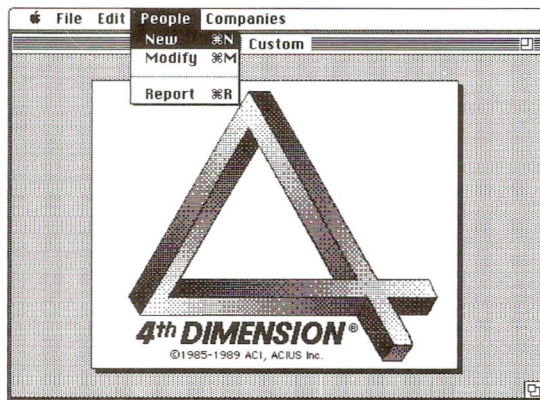 File Edit People Companies
Custom
New ⌘N
Modify ⌘M
Report ⌘R
4th DIMENSION®
©1985-1989 ACI, ACIUS Inc.